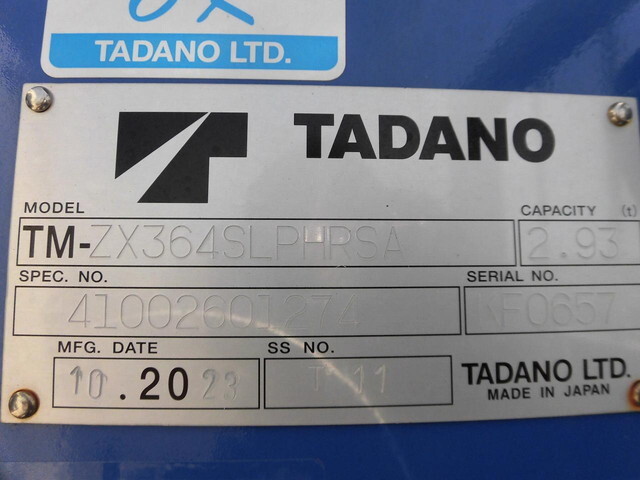 TADANO LTD.
TADANO
MODEL
CAPACITY (t)
TM-ZX364SLPHRSA
2.93
SPEC. NO.
SERIAL NO.
41002601274
MFG. DATE
SS NO.
10.2023
T 11
TADANO LTD.
MADE IN JAPAN